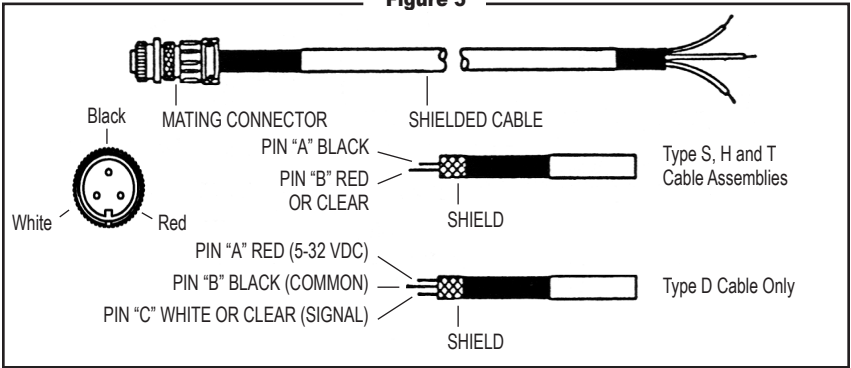 Figure 5
MATING CONNECTOR
SHIELDED CABLE
Black
White
Red
PIN “A” BLACK
PIN “B” RED
OR CLEAR
SHIELD
Type S, H and T
Cable Assemblies
PIN “A” RED (5-32 VDC)
PIN “B” BLACK (COMMON)
PIN “C” WHITE OR CLEAR (SIGNAL)
SHIELD
Type D Cable Only